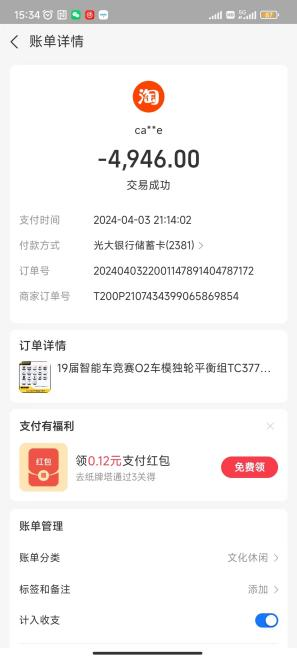 15:34
5G
67
账单详情
淘
ca**e
-4,946.00
交易成功
支付时间 2024-04-03 21:14:02
付款方式 光大银行储蓄卡(2381)
订单号 2024040322001147891404787172
商家订单号 T200P2107434399065869854
订单详情
19届智能车竞赛O2车模独轮平衡组TC377...
支付有福利
红包
领0.12元支付红包
去纸牌塔通过3关得
免费领
账单管理
账单分类 文化休闲
标签和备注 添加
计入收支